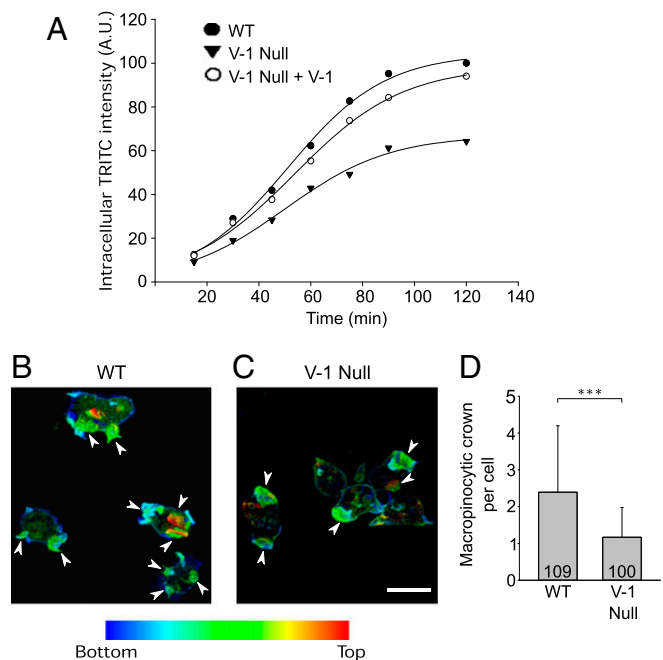 A
Intracellular TRITC intensity (A.U.)
120
100
80
60
40
20
0
WT
V-1 Null
V-1 Null + V-1
20 40 60 80 100 120 140
Time (min)
B WT
C V-1 Null
D
Macropinocytic crown
per cell
5
4
3
2
1
0
***
109 100
WT V-1
Null
Bottom Top